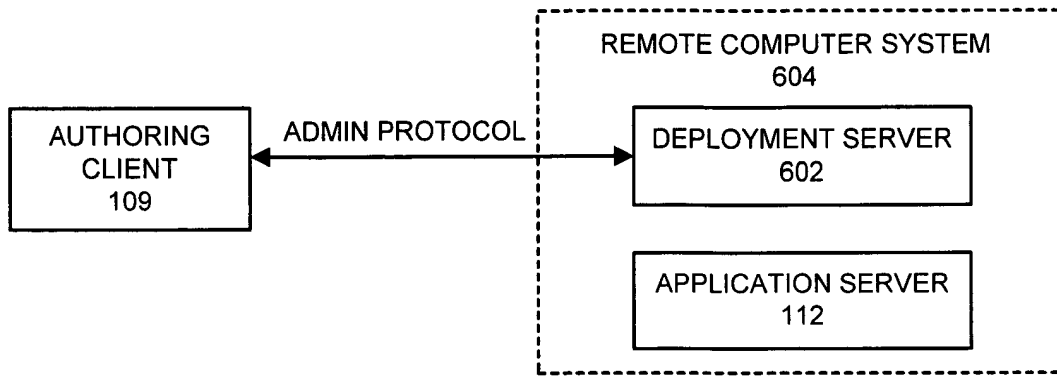 REMOTE COMPUTER SYSTEM
604
AUTHORING
CLIENT
109
ADMIN PROTOCOL
DEPLOYMENT SERVER
602
APPLICATION SERVER
112